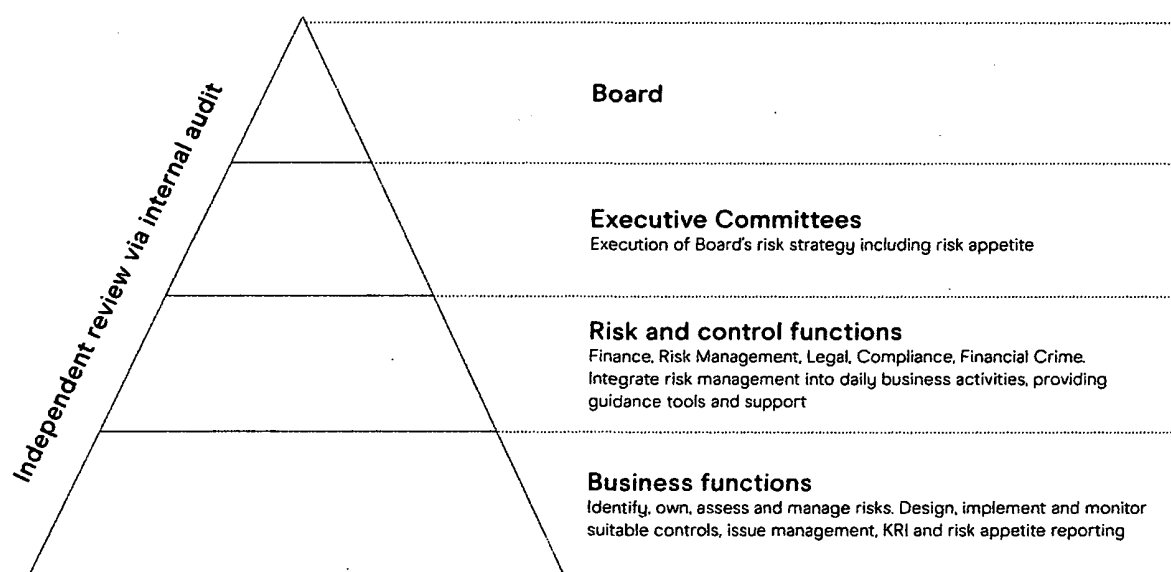 Independent review via internal audit
Board
Executive Committees
Execution of Board's risk strategy including risk appetite
Risk and control functions
Finance, Risk Management, Legal, Compliance, Financial Crime.
Integrate risk management into daily business activities, providing
guidance tools and support
Business functions
Identify, own, assess and manage risks. Design, implement and monitor
suitable controls, issue management, KRI and risk appetite reporting